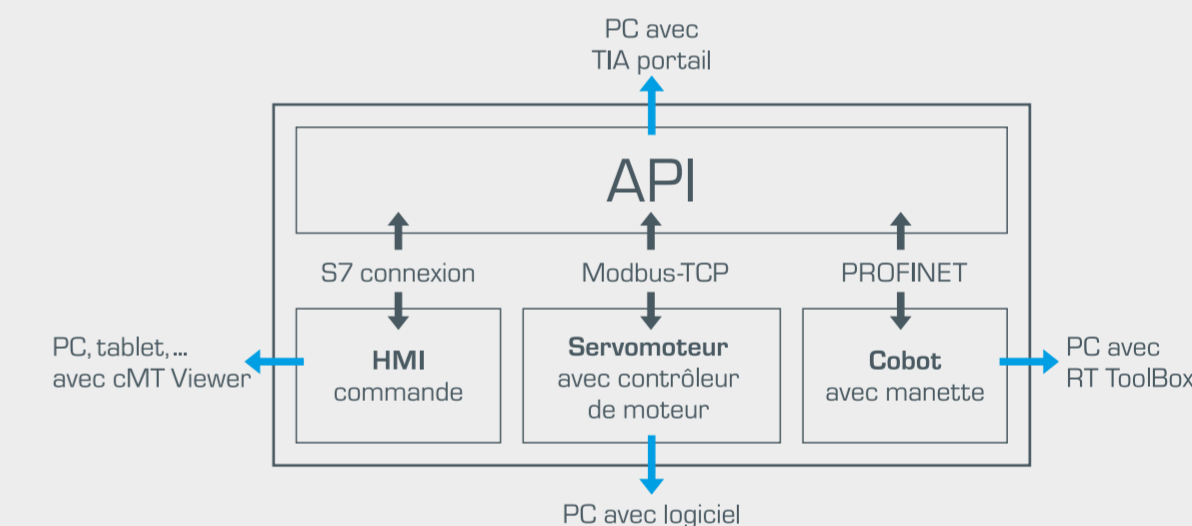 PC avec
TIA portail
API
S7 connexion
Modbus-TCP
PROFINET
PC, tablet, ...
avec cMT Viewer
HMI
commande
Servomoteur
avec contrôleur
de moteur
Cobot
avec manette
PC avec
RT ToolBox
PC avec logiciel